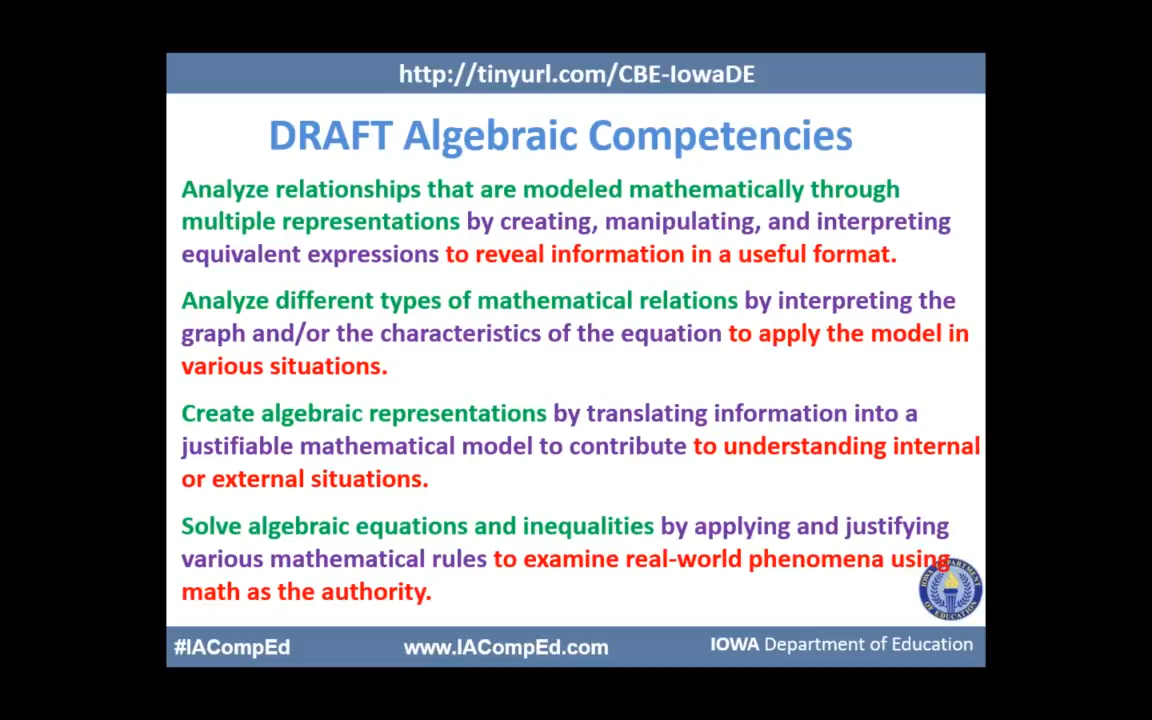 http://tinyurl.com/CBE-IowaDE
DRAFT Algebraic Competencies
Analyze relationships that are modeled mathematically through
multiple representations by creating, manipulating, and interpreting
equivalent expressions to reveal information in a useful format.
Analyze different types of mathematical relations by interpreting the
graph and/or the characteristics of the equation to apply the model in
various situations.
Create algebraic representations by translating information into a
justifiable mathematical model to contribute to understanding internal
or external situations.
Solve algebraic equations and inequalities by applying and justifying
various mathematical rules to examine real-world phenomena using
math as the authority.
IOWA DEPARTMENT
OF EDUCATION
#IACompEd
www.IACompEd.com
IOWA Department of Education